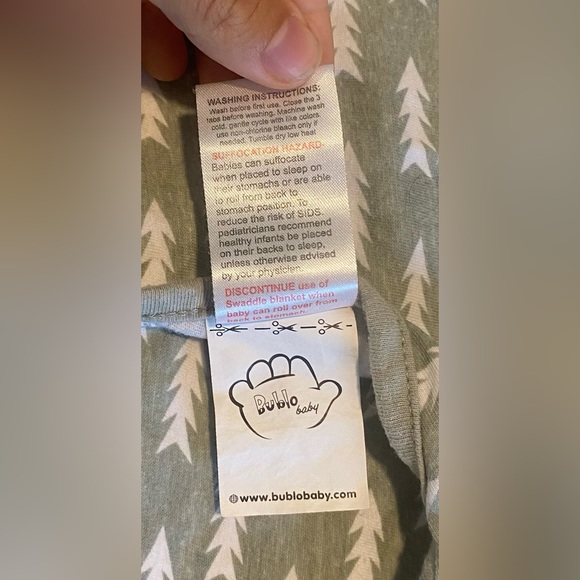 WASHING INSTRUCTIONS:
Wash before first use. Close the 3
tabs before washing. Machine wash
cold, gentle cycle with like colors.
use non-chlorine bleach only if
needed. Tumble dry low heat
SUFFOCATION HAZARD-
Babies can suffocate
when placed to sleep on
their stomachs or are able
to roll from back to
stomach position. To
reduce the risk of SIDS,
pediatricians recommend
healthy infants be placed
on their backs to sleep,
unless otherwise advised
by your physician.
DISCONTINUE use of
Swaddle blanket when
baby can roll over from
back to stomach.
Bublo
baby
www.bublobaby.com